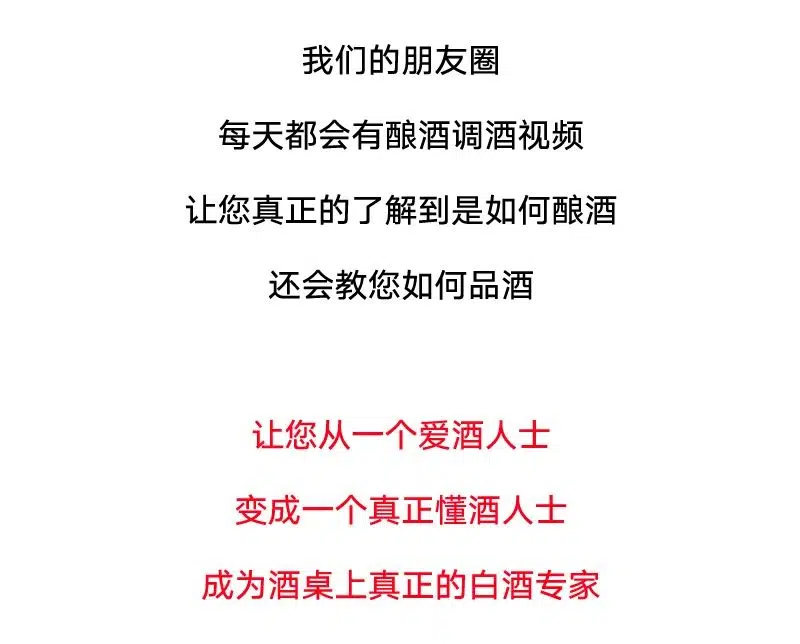 我们的朋友圈
每天都会有酿酒调酒视频
让您真正的了解到是如何酿酒
还会教您如何品酒
让您从一个爱酒人士
变成一个真正懂酒人士
成为酒桌上真正的白酒专家